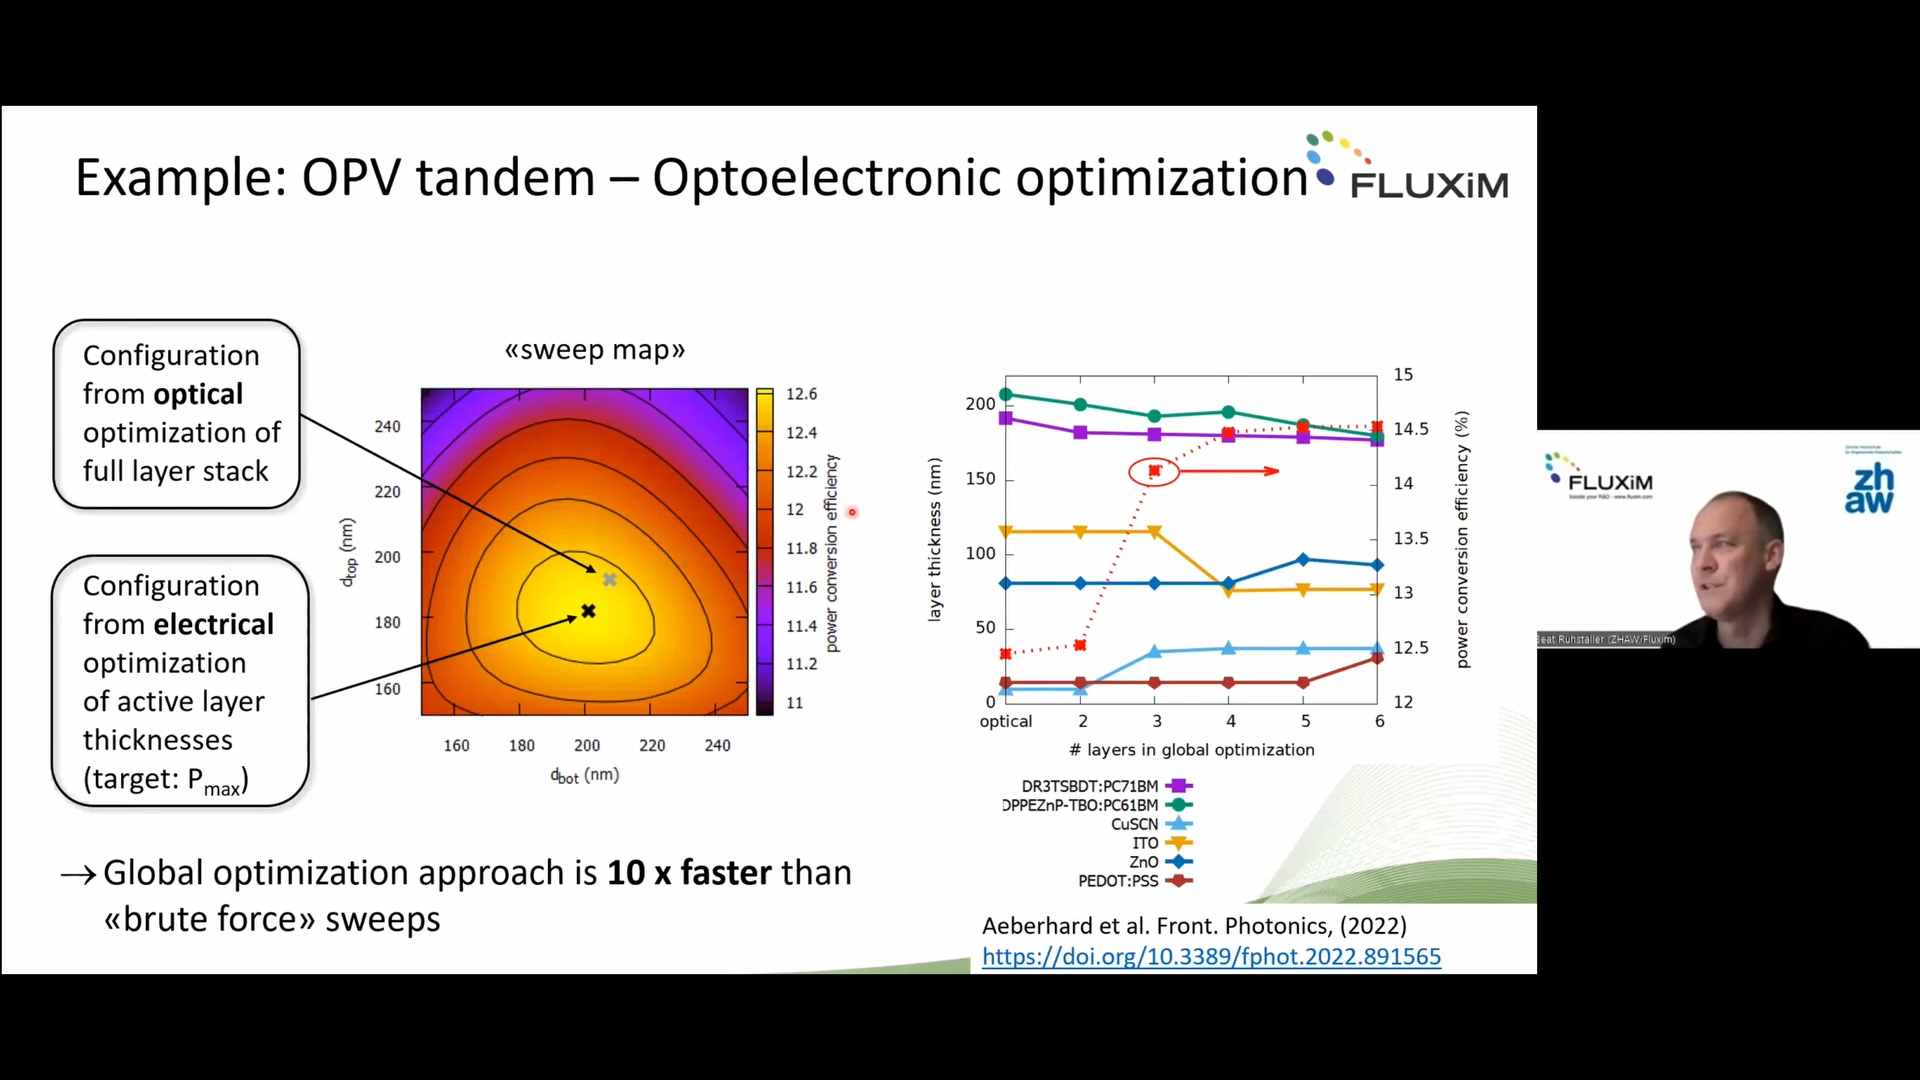 Example: OPV tandem – Optoelectronic optimization
FLUXiM
Configuration
from optical
optimization of
full layer stack
Configuration
from electrical
optimization
of active layer
thicknesses
(target: Pmax)
«sweep map»
240
220
200
180
160
dtop (nm)
160 180 200 220 240
dbot (nm)
12.6
12.4
12.2
12
11.8
11.6
11.4
11.2
11
power conversion efficiency
200
150
100
50
0
layer thickness (nm)
15
14.5
14
13.5
13
12.5
12
power conversion efficiency (%)
optical 2 3 4 5 6
# layers in global optimization
DR3TSBDT:PC71BM
DPPEZnP-TBO:PC61BM
CuSCN
ITO
ZnO
PEDOT:PSS
→ Global optimization approach is 10 x faster than
«brute force» sweeps
Aeberhard et al. Front. Photonics, (2022)
https://doi.org/10.3389/fphot.2022.891565
FLUXiM
boosts your R&D - www.fluxim.com
zh
aw
Beat Ruhstaller (ZHAW/Fluxim)